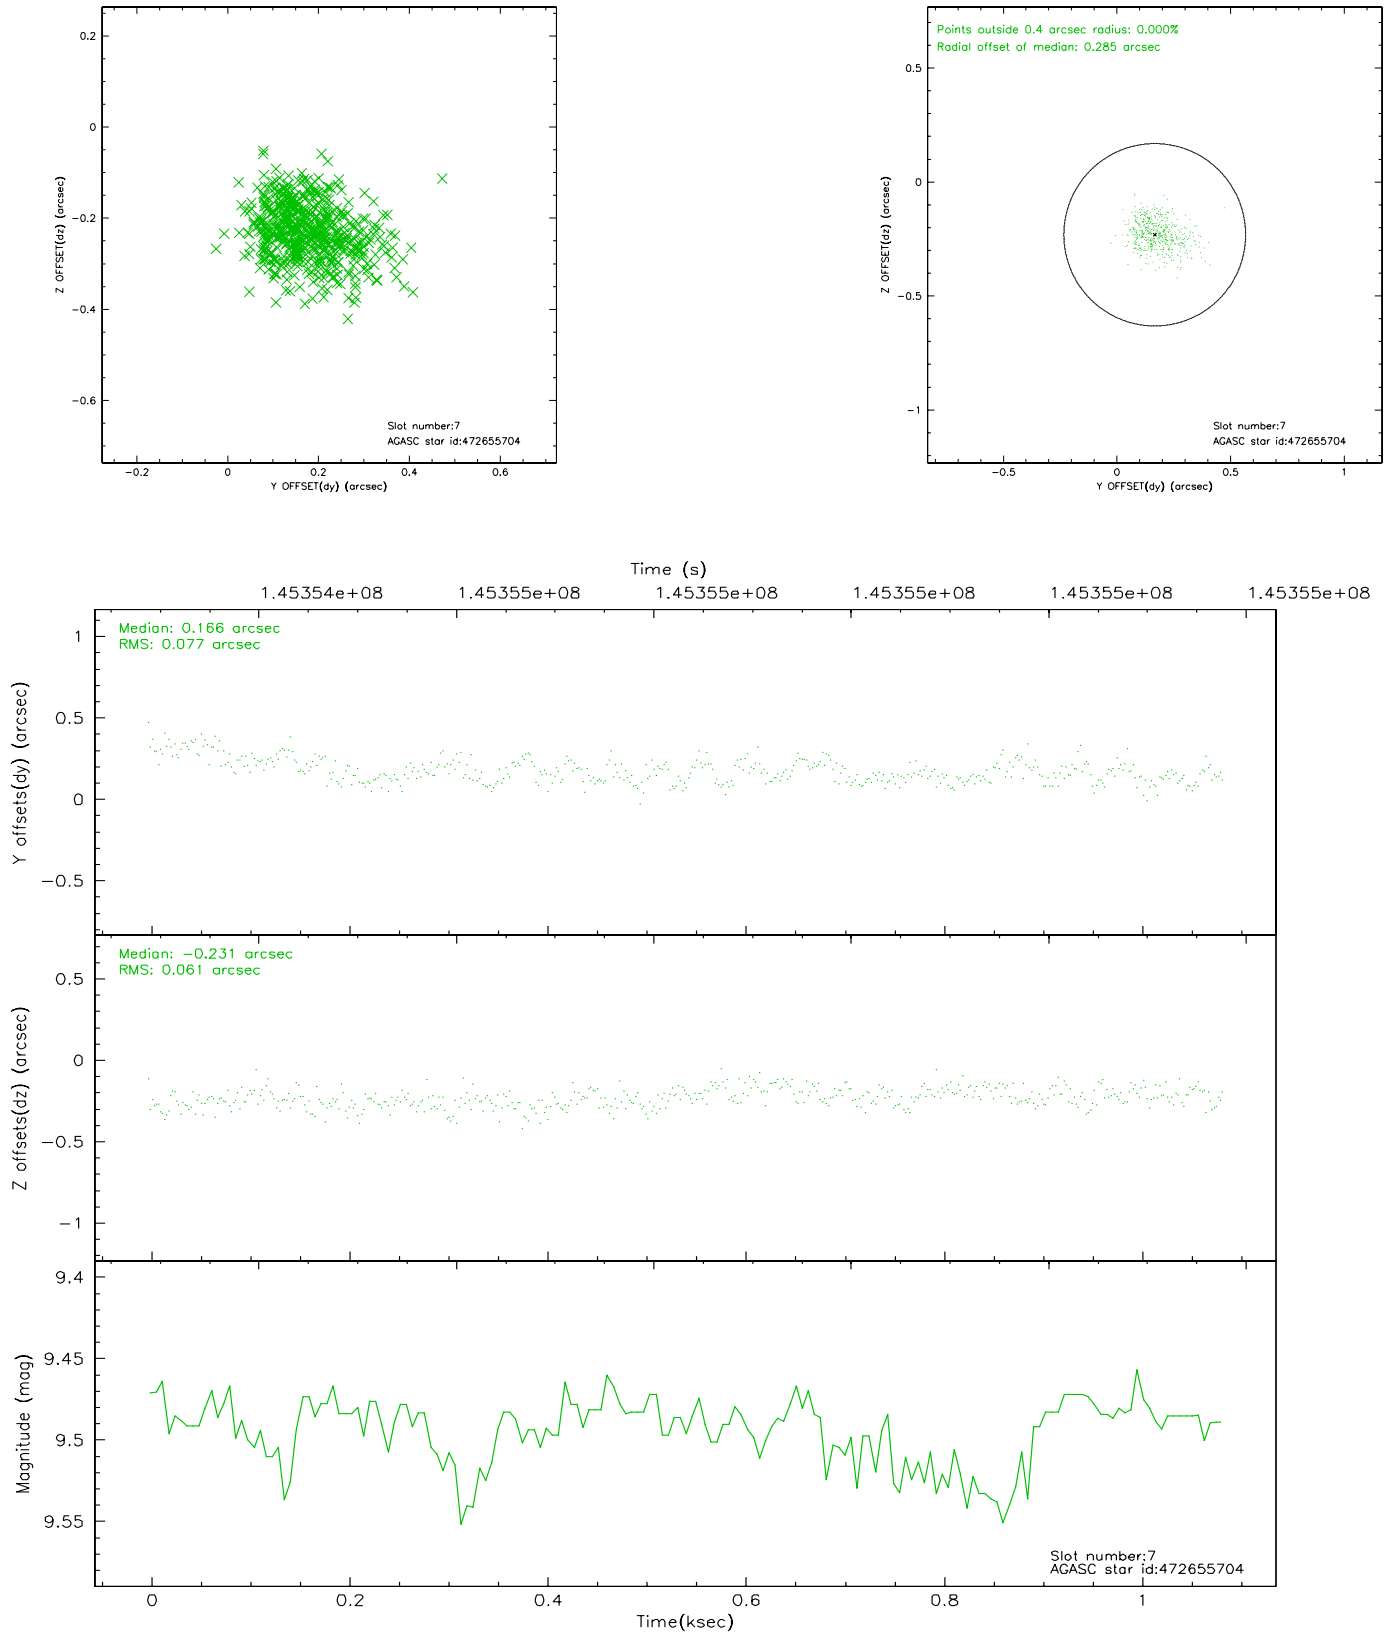 0.2
0
−0.2
−0.4
−0.6
Z OFFSET(dz) (arcsec)
Slot number:7
AGASC star id:472655704
−0.2 0 0.2 0.4 0.6
Y OFFSET(dy) (arcsec)
Points outside 0.4 arcsec radius: 0.000%
Radial offset of median: 0.285 arcsec
0.5
0
−0.5
−1
Z OFFSET(dz) (arcsec)
Slot number:7
AGASC star id:472655704
−0.5 0 0.5 1
Y OFFSET(dy) (arcsec)
Time (s)
1.45354e+08 1.45355e+08 1.45355e+08 1.45355e+08 1.45355e+08 1.45355e+08
Median: 0.166 arcsec
RMS: 0.077 arcsec
1
0.5
0
−0.5
Y offsets(dy) (arcsec)
Median: −0.231 arcsec
RMS: 0.061 arcsec
0.5
0
−0.5
−1
Z offsets(dz) (arcsec)
9.4
9.45
9.5
9.55
Magnitude (mag)
Slot number:7
AGASC star id:472655704
0 0.2 0.4 0.6 0.8 1
Time(ksec)